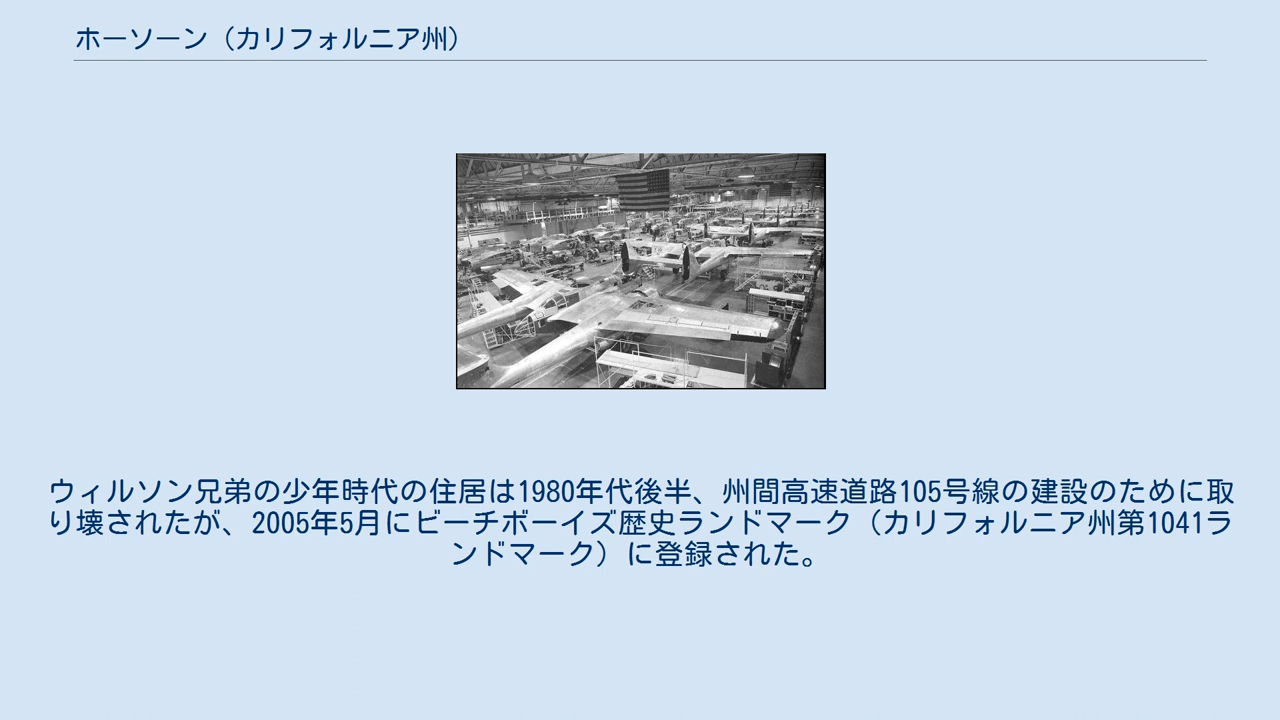 ホーソーン（カリフォルニア州）
ウィルソン兄弟の少年時代の住居は1980年代後半、州間高速道路105号線の建設のために取
り壊されたが、2005年5月にビーチボーイズ歴史ランドマーク（カリフォルニア州第1041ラ
ンドマーク）に登録された。